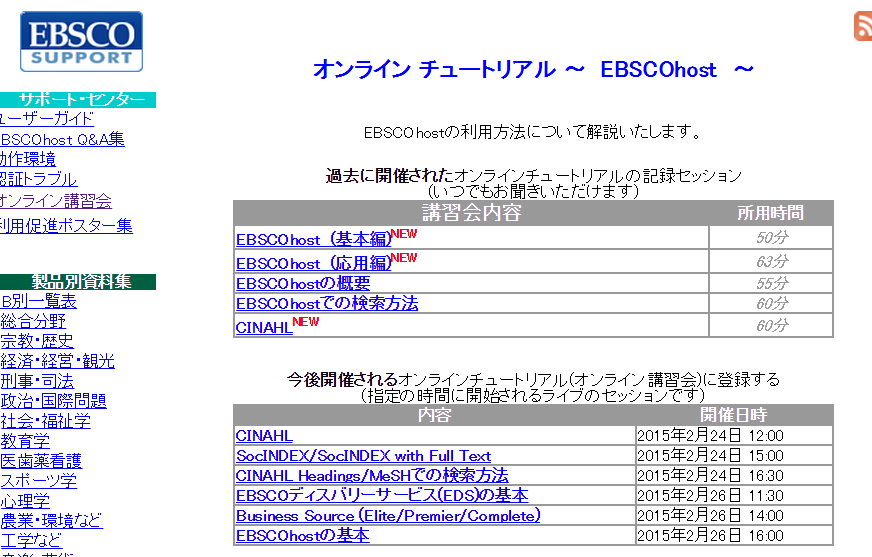 EBSCO
SUPPORT
オンライン チュートリアル ～ EBSCOhost ～
サポート・センター
ユーザーガイド
EBSCOhost Q&A集
動作環境
認証トラブル
オンライン講習会
利用促進ポスター集
製品別資料集
B別一覧表
総合分野
宗教・歴史
経済・経営・観光
刑事・司法
政治・国際問題
社会・福祉学
教育学
医歯薬看護
スポーツ学
心理学
農業・環境など
工学など
EBSCOhostの利用方法について解説いたします。
過去に開催されたオンラインチュートリアルの記録セッション
(いつでもお聞きいただけます)
講習会内容 所用時間
EBSCOhost (基本編)NEW 50分
EBSCOhost (応用編)NEW 63分
EBSCOhostの概要 55分
EBSCOhostでの検索方法 60分
CINAHLNEW 60分
今後開催されるオンラインチュートリアル(オンライン講習会)に登録する
(指定の時間に開始されるライブのセッションです)
内容 開催日時
CINAHL 2015年2月24日 12:00
SocINDEX/SocINDEX with Full Text 2015年2月24日 15:00
CINAHL Headings/MeSHでの検索方法 2015年2月24日 16:30
EBSCOディスバリーサービス(EDS)の基本 2015年2月26日 11:30
Business Source (Elite/Premier/Complete) 2015年2月26日 14:00
EBSCOhostの基本 2015年2月26日 16:00